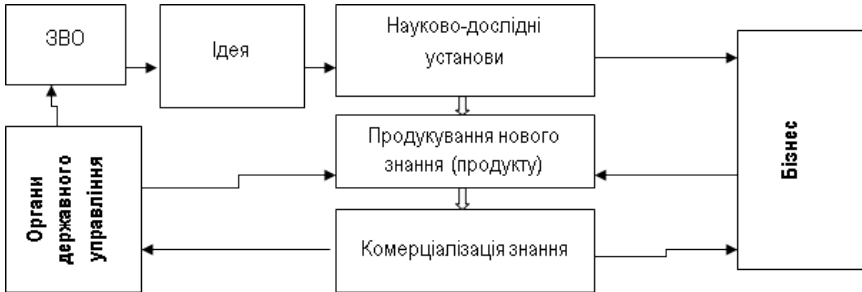 ЗВО
Ідея
Науково-дослідні
установи
Продукування нового
знання (продукту)
Комерціалізація знання
Органи
державного
управління
Бізнес